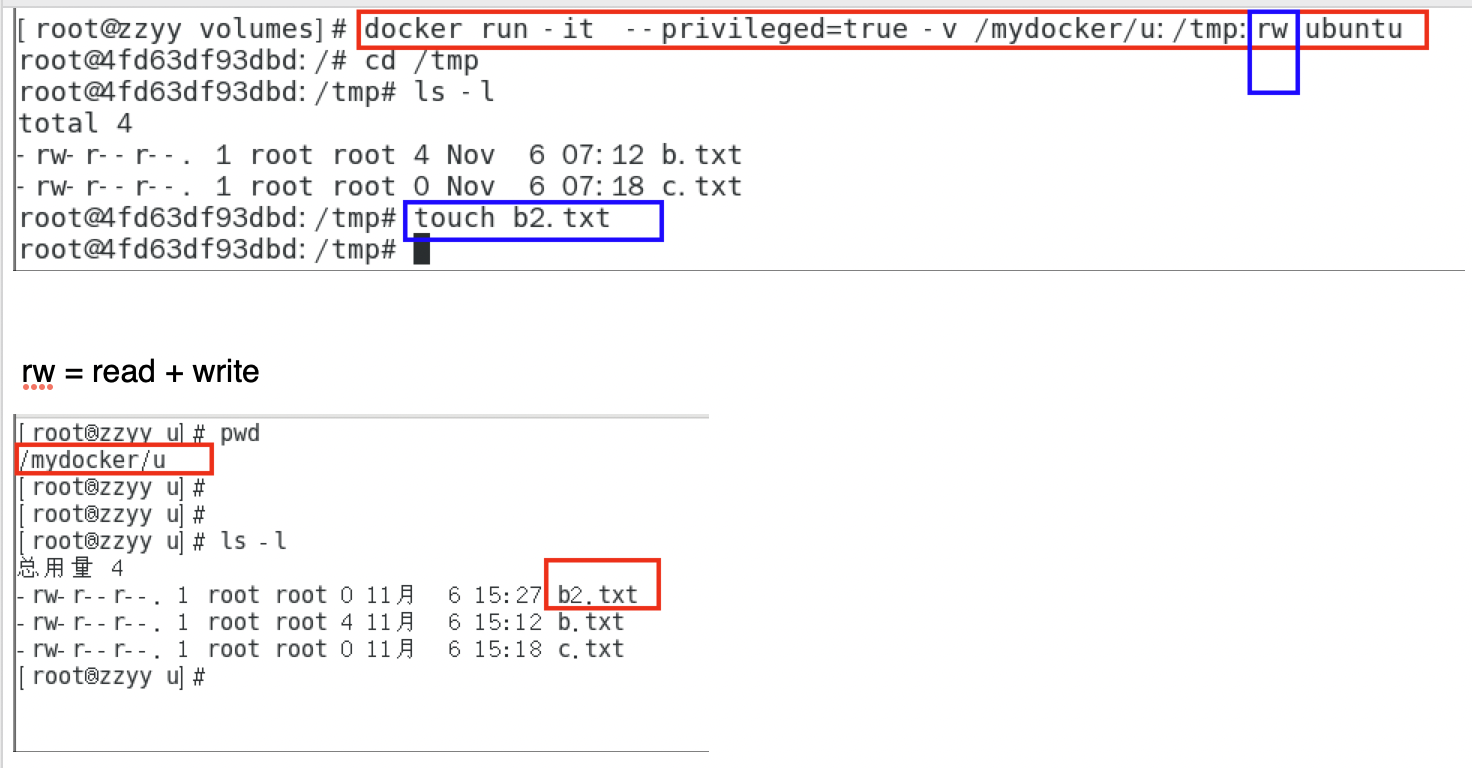 [root@zzyy volumes]# docker run -it  --privileged=true -v /mydocker/u:/tmp:rw ubuntu
root@4fd63df93dbd:/# cd /tmp
root@4fd63df93dbd:/tmp# ls -l
total 4
-rw-r--r--. 1 root root 4 Nov  6 07:12 b.txt
-rw-r--r--. 1 root root 0 Nov  6 07:18 c.txt
root@4fd63df93dbd:/tmp# touch b2.txt
root@4fd63df93dbd:/tmp#
rw = read + write
[root@zzyy u]# pwd
/mydocker/u
[root@zzyy u]#
[root@zzyy u]#
[root@zzyy u]# ls -l
总用量 4
-rw-r--r--. 1 root root 0 11月  6 15:27 b2.txt
-rw-r--r--. 1 root root 4 11月  6 15:12 b.txt
-rw-r--r--. 1 root root 0 11月  6 15:18 c.txt
[root@zzyy u]#